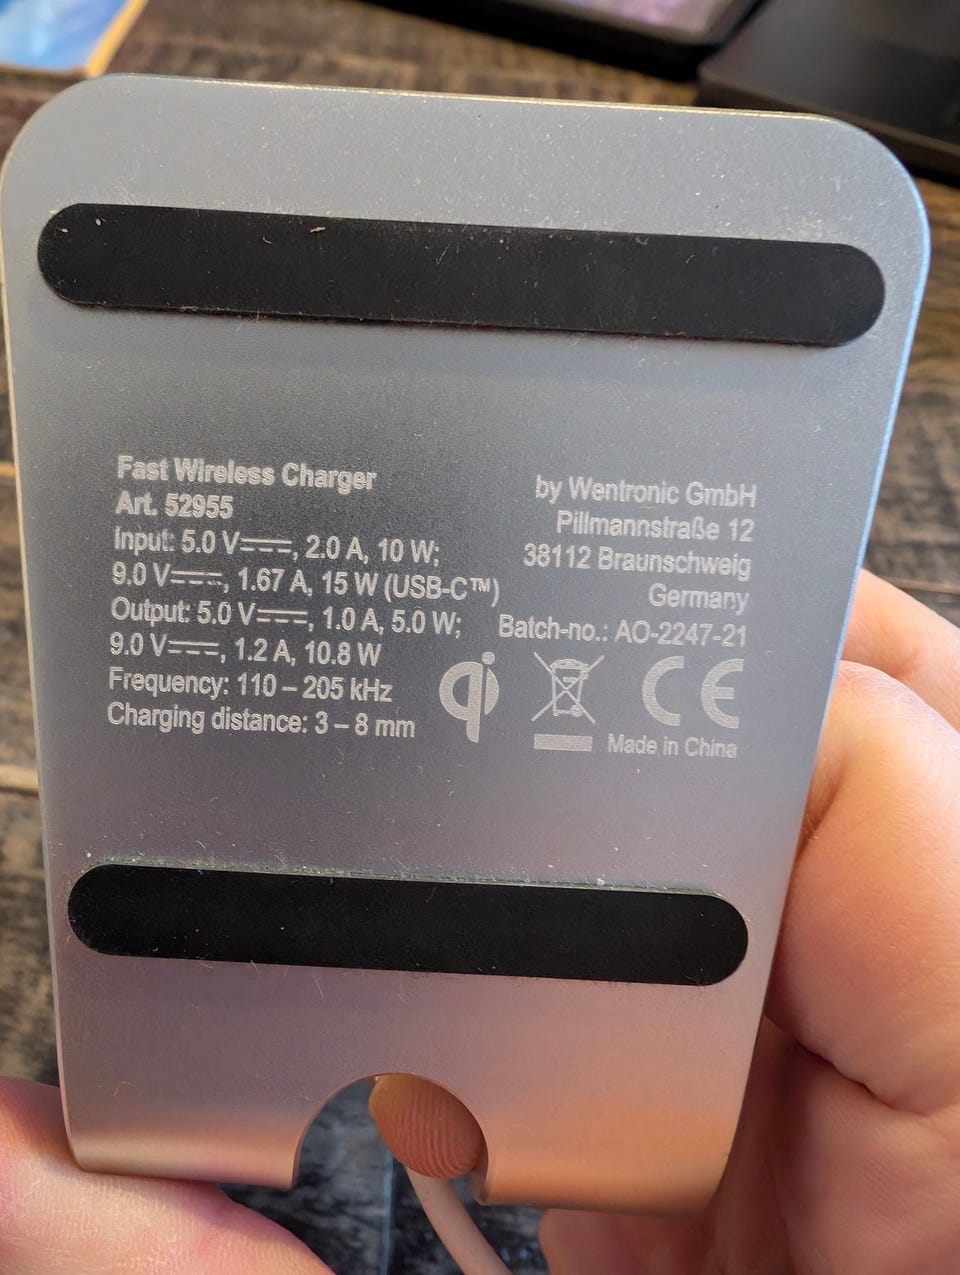 Fast Wireless Charger
Art. 52955
Input: 5.0 V⎓, 2.0 A, 10 W;
9.0 V⎓, 1.67 A, 15 W (USB-C™)
Output: 5.0 V⎓, 1.0 A, 5.0 W;
9.0 V⎓, 1.2 A, 10.8 W
Frequency: 110 – 205 kHz
Charging distance: 3 – 8 mm
by Wentronic GmbH
Pillmannstraße 12
38112 Braunschweig
Germany
Batch-no.: AO-2247-21
qi
CE
Made in China